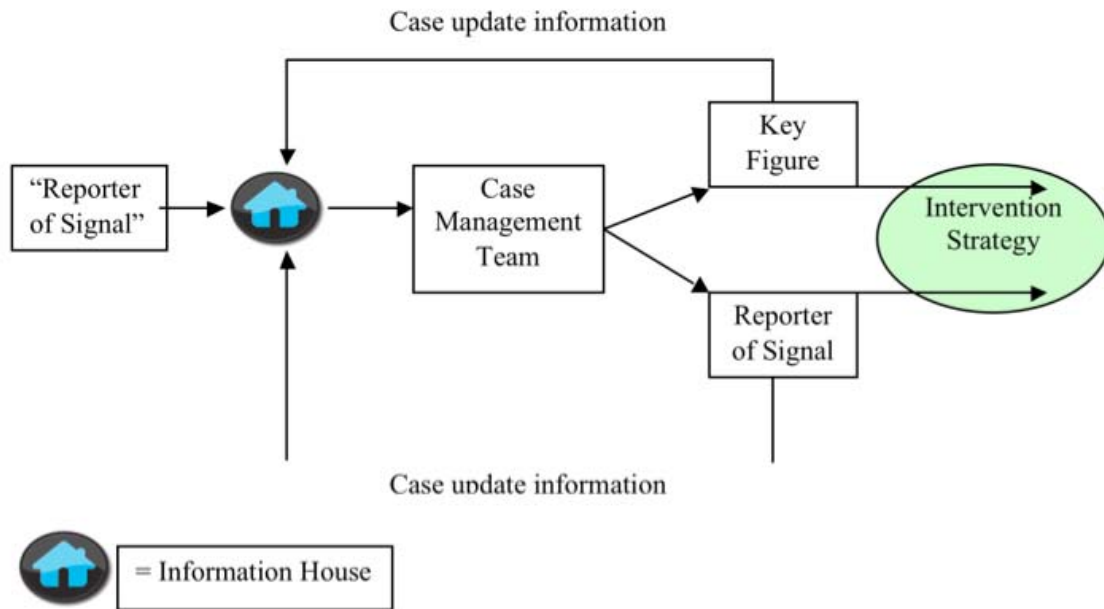 Case update information
Key
Figure
“Reporter
of Signal”
Case
Management
Team
Intervention
Strategy
Reporter
of Signal
Case update information
= Information House